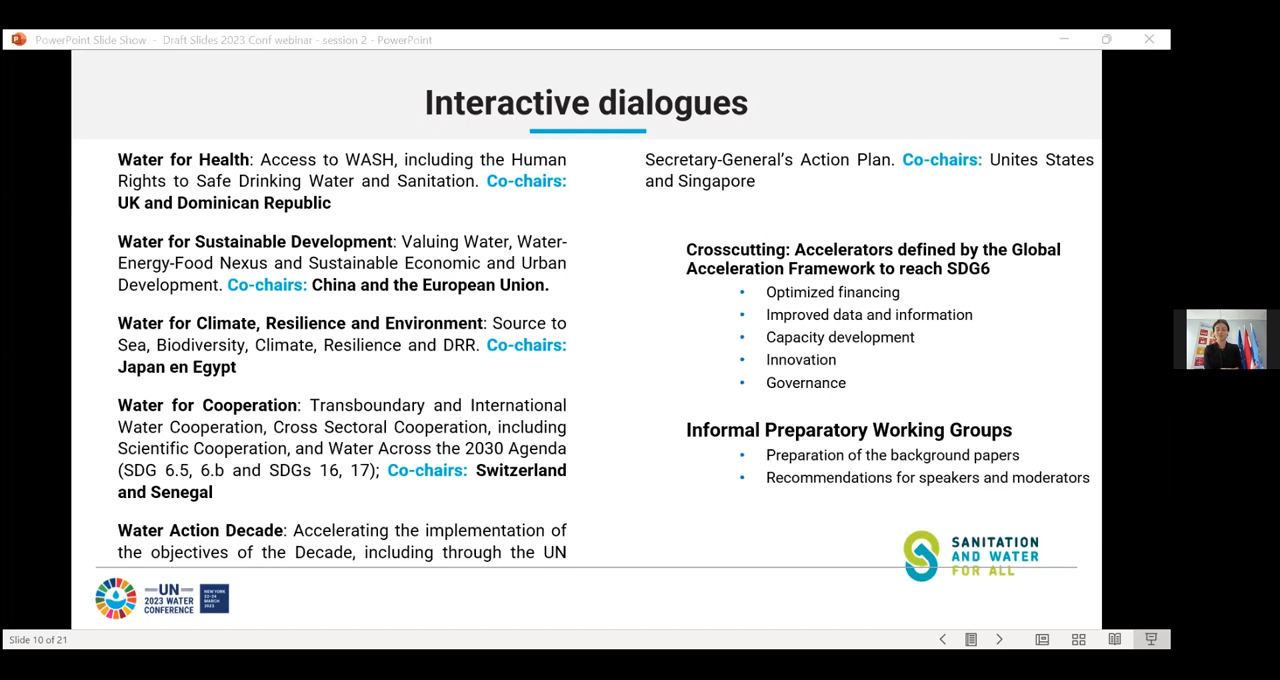 PowerPoint Slide Show - Draft Slides 2023 Conf webinar - session 2 - PowerPoint
Interactive dialogues
Water for Health: Access to WASH, including the Human
Rights to Safe Drinking Water and Sanitation. Co-chairs:
UK and Dominican Republic
Water for Sustainable Development: Valuing Water, Water-
Energy-Food Nexus and Sustainable Economic and Urban
Development. Co-chairs: China and the European Union.
Water for Climate, Resilience and Environment: Source to
Sea, Biodiversity, Climate, Resilience and DRR. Co-chairs:
Japan en Egypt
Water for Cooperation: Transboundary and International
Water Cooperation, Cross Sectoral Cooperation, including
Scientific Cooperation, and Water Across the 2030 Agenda
(SDG 6.5, 6.b and SDGs 16, 17); Co-chairs: Switzerland
and Senegal
Water Action Decade: Accelerating the implementation of
the objectives of the Decade, including through the UN
Secretary-General's Action Plan. Co-chairs: Unites States
and Singapore
Crosscutting: Accelerators defined by the Global
Acceleration Framework to reach SDG6
• Optimized financing
• Improved data and information
• Capacity development
• Innovation
• Governance
Informal Preparatory Working Groups
• Preparation of the background papers
• Recommendations for speakers and moderators
SANITATION
AND WATER
FOR ALL
UN
2023 WATER
CONFERENCE
NEW YORK
22-24
MARCH
2023
Slide 10 of 21